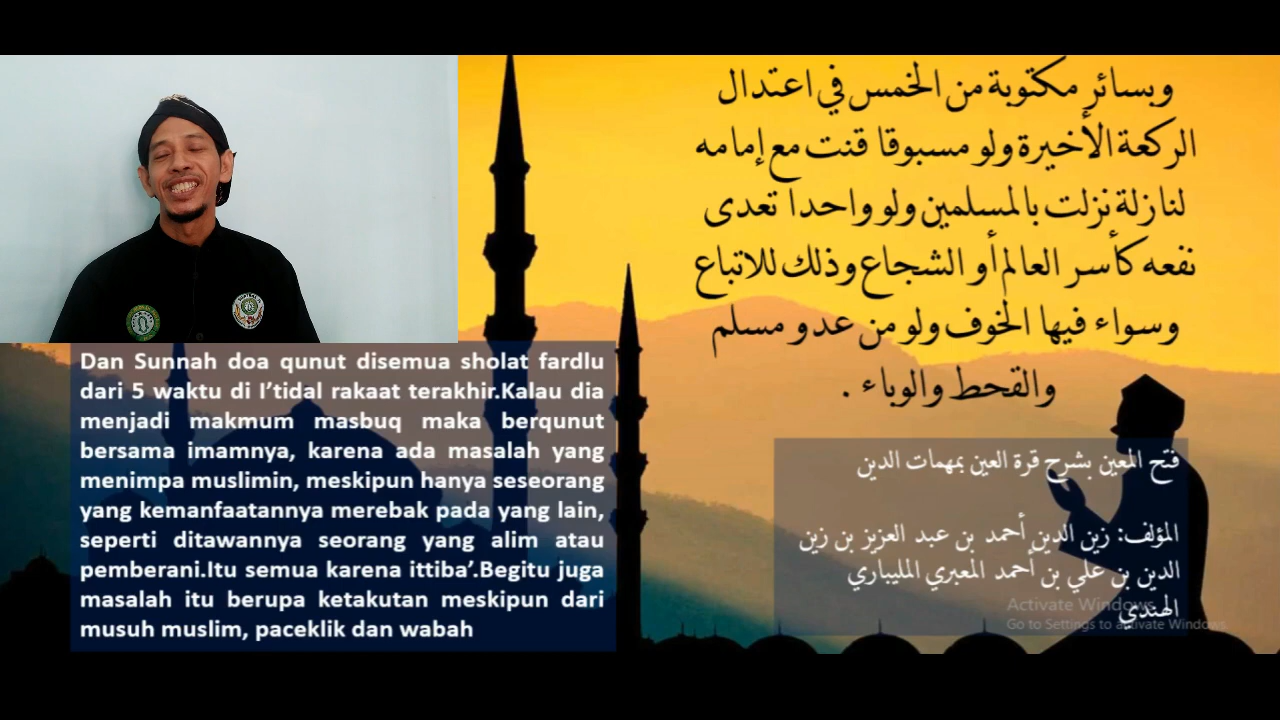 وبسائر مكتوبة من الخمس في اعتدال
الركعة الأخيرة ولو مسبوقا قنت مع إمامه
لنازلة نزلت بالمسلمين ولو واحدا تعدى
نفعه كأسر العالم أو الشجاع وذلك للاتباع
وسواء فيها الخوف ولو من عدو مسلم
والقحط والوباء .
Dan Sunnah doa qunut disemua sholat fardlu
dari 5 waktu di I’tidal rakaat terakhir.Kalau dia
menjadi makmum masbuq maka berqunut
bersama imamnya, karena ada masalah yang
menimpa muslimin, meskipun hanya seseorang
yang kemanfaatannya merebak pada yang lain,
seperti ditawannya seorang yang alim atau
pemberani.Itu semua karena ittiba’.Begitu juga
masalah itu berupa ketakutan meskipun dari
musuh muslim, paceklik dan wabah
فتح المعين بشرح قرة العين بمهمات الدين
المؤلف: زين الدين أحمد بن عبد العزيز بن زين
الدين بن علي بن أحمد المعبري المليباري
الهندي
Activate Windows
Go to Settings to activate Windows.